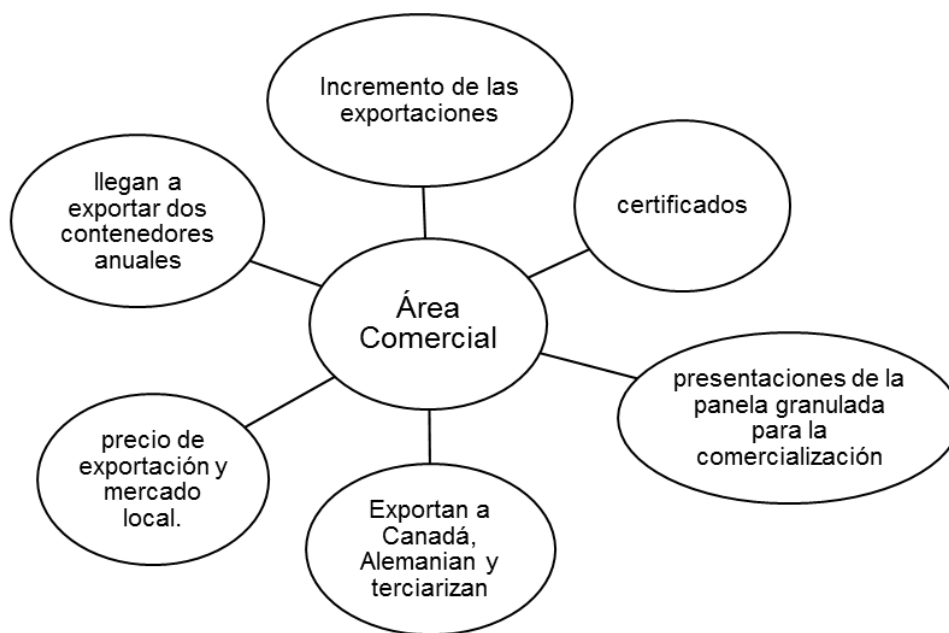 Incremento de las
exportaciones
llegan a
exportar dos
contenedores
anuales
certificados
Área
Comercial
presentaciones de la
panela granulada
para la
comercialización
precio de
exportación y
mercado
local.
Exportan a
Canadá,
Alemanian y
terciarizan